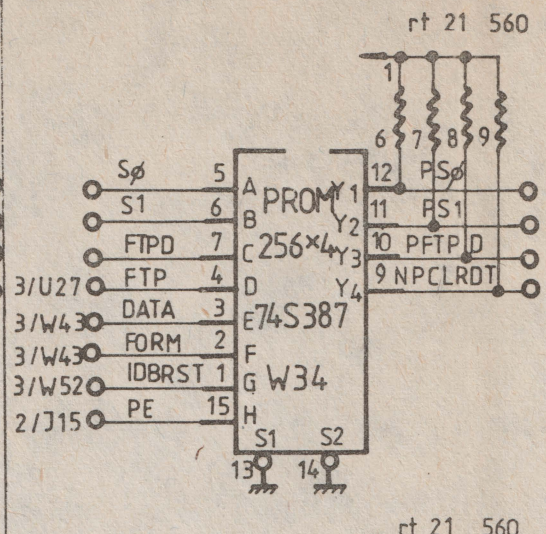 rt 21 560
1
6 7 8 9
SØ 5 A PROM Y1 12 PSØ
S1 6 B Y2 11 PS1
FTPD 7 C 256×4 Y3 10 PFTPD
3/U27 FTP 4 D Y4 9 NPCLRDT
3/W43 DATA 3 E 74S387
3/W43 FORM 2 F
3/W52 IDBRST 1 G W34
2/J15 PE 15 H
S1 S2
13 14
rt 21 560